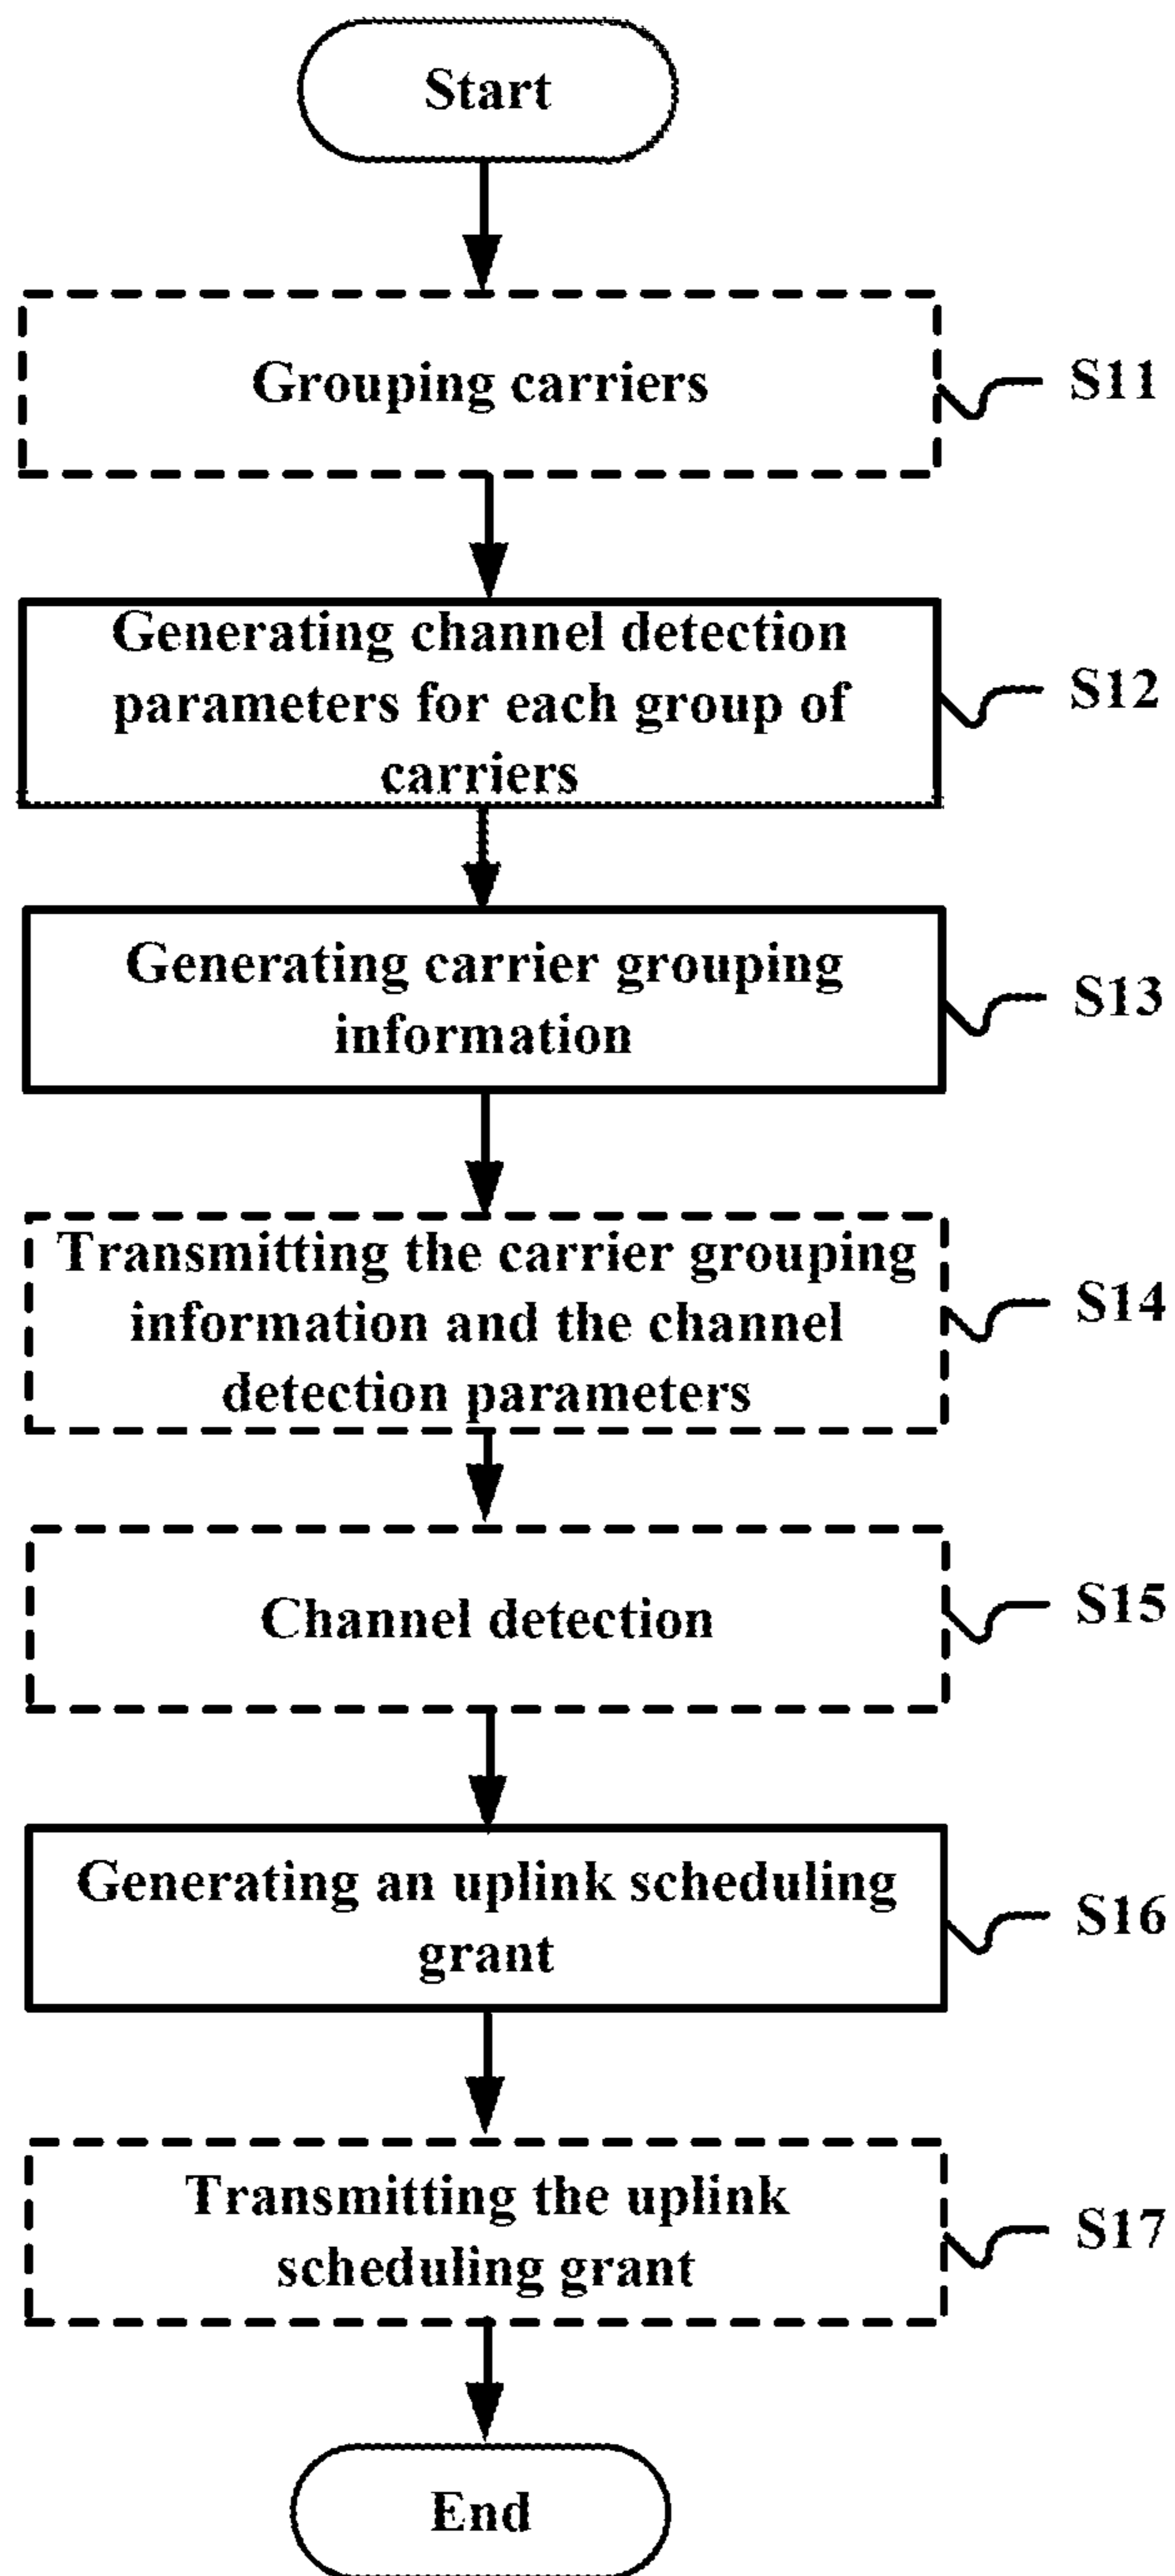 Start
Grouping carriers
S11
Generating channel detection
parameters for each group of
carriers
S12
Generating carrier grouping
information
S13
Transmitting the carrier grouping
information and the channel
detection parameters
S14
Channel detection
S15
Generating an uplink scheduling
grant
S16
Transmitting the uplink
scheduling grant
S17
End